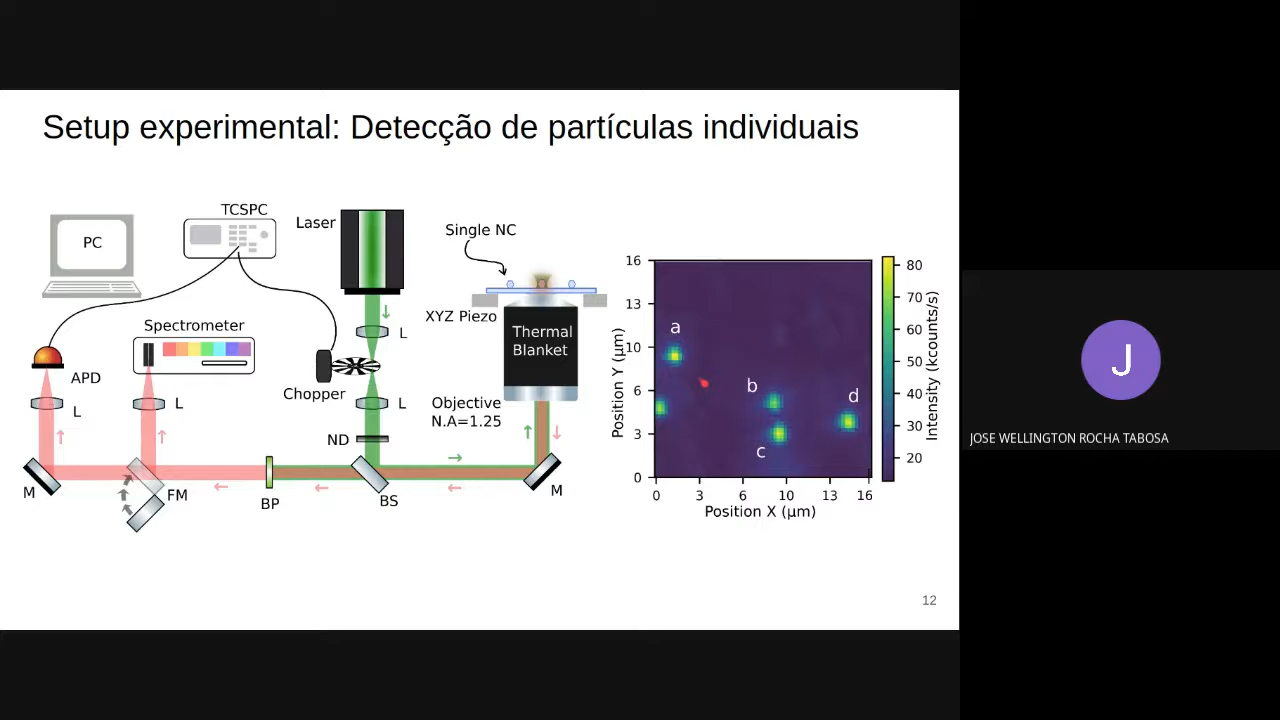 Setup experimental: Detecção de partículas individuais
TCSPC
PC
Laser
Single NC
Spectrometer
L
XYZ Piezo
Thermal
Blanket
APD
Chopper
L
L
L
Objective
N.A=1.25
ND
M
FM
BP
BS
M
16
13
10
6
3
0
0
3
6
10
13
16
Position Y (μm)
Position X (μm)
a
b
c
d
80
70
60
50
40
30
20
Intensity (kcounts/s)
12
J
JOSE WELLINGTON ROCHA TABOSA